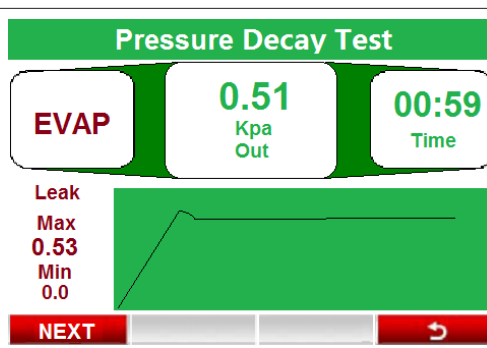 Pressure Decay Test
EVAP
0.51
Kpa
Out
00:59
Time
Leak
Max
0.53
Min
0.0
NEXT